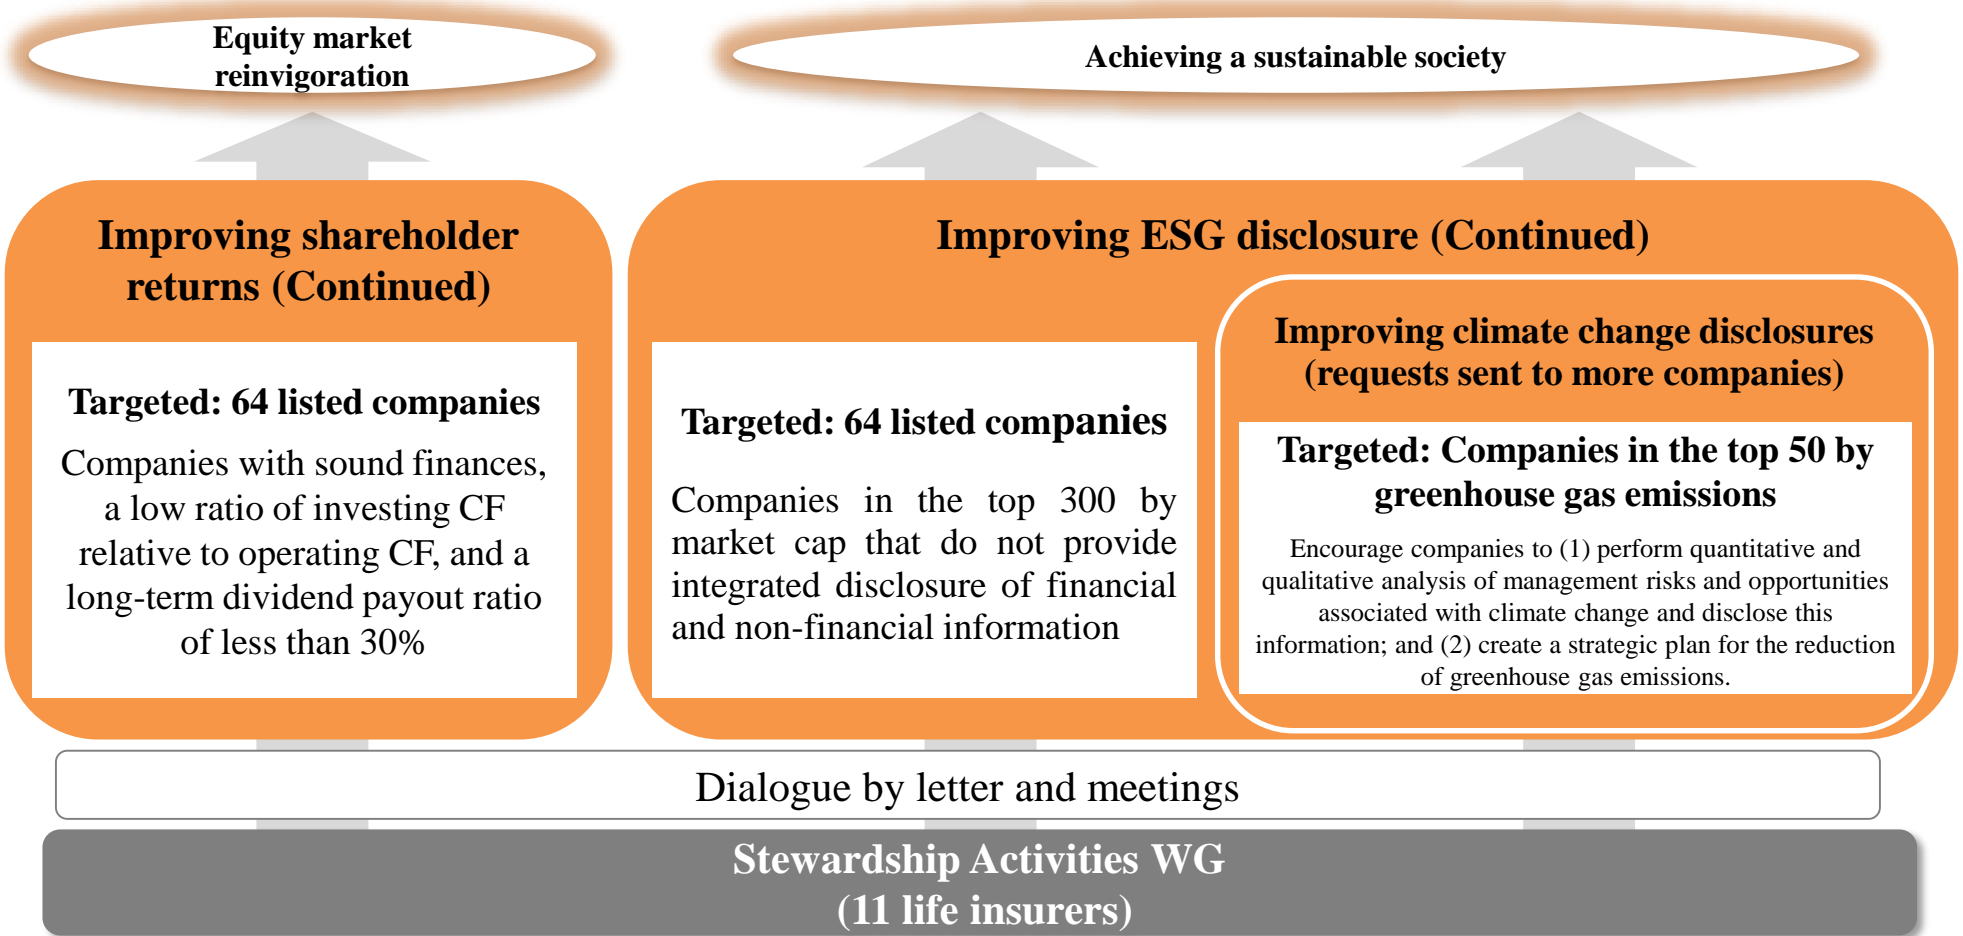 Equity market
reinvigoration
Achieving a sustainable society
Improving shareholder
returns (Continued)
Targeted: 64 listed companies
Companies with sound finances,
a low ratio of investing CF
relative to operating CF, and a
long-term dividend payout ratio
of less than 30%
Improving ESG disclosure (Continued)
Targeted: 64 listed companies
Companies in the top 300 by
market cap that do not provide
integrated disclosure of financial
and non-financial information
Improving climate change disclosures
(requests sent to more companies)
Targeted: Companies in the top 50 by
greenhouse gas emissions
Encourage companies to (1) perform quantitative and
qualitative analysis of management risks and opportunities
associated with climate change and disclose this
information; and (2) create a strategic plan for the reduction
of greenhouse gas emissions.
Dialogue by letter and meetings
Stewardship Activities WG
(11 life insurers)